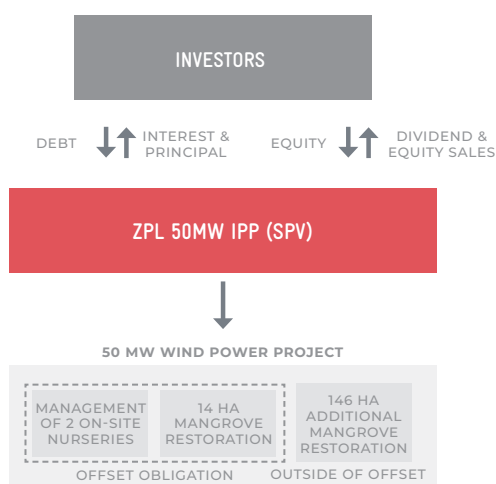 INVESTORS
DEBT
INTEREST &
PRINCIPAL
EQUITY
DIVIDEND &
EQUITY SALES
ZPL 50MW IPP (SPV)
50 MW WIND POWER PROJECT
MANAGEMENT
OF 2 ON-SITE
NURSERIES
14 HA
MANGROVE
RESTORATION
146 HA
ADDITIONAL
MANGROVE
RESTORATION
OFFSET OBLIGATION
OUTSIDE OF OFFSET